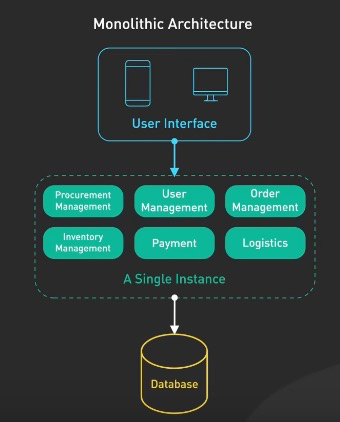 Monolithic Architecture
User Interface
Procurement
Management
User
Management
Order
Management
Inventory
Management
Payment
Logistics
A Single Instance
Database